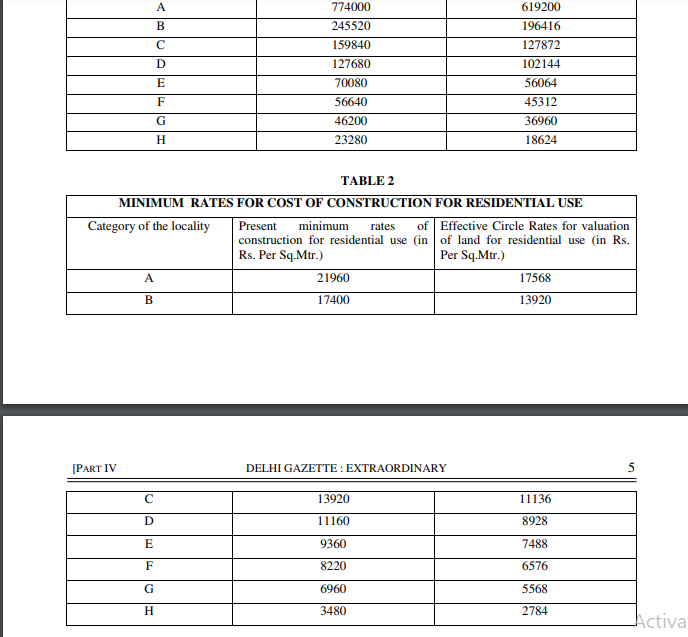 A 774000 619200
B 245520 196416
C 159840 127872
D 127680 102144
E 70080 56064
F 56640 45312
G 46200 36960
H 23280 18624
TABLE 2
MINIMUM RATES FOR COST OF CONSTRUCTION FOR RESIDENTIAL USE
Category of the locality
Present minimum rates of
construction for residential use (in
Rs. Per Sq.Mtr.)
Effective Circle Rates for valuation
of land for residential use (in Rs.
Per Sq.Mtr.)
A 21960 17568
B 17400 13920
[PART IV DELHI GAZETTE : EXTRAORDINARY 5
C 13920 11136
D 11160 8928
E 9360 7488
F 8220 6576
G 6960 5568
H 3480 2784
Activa